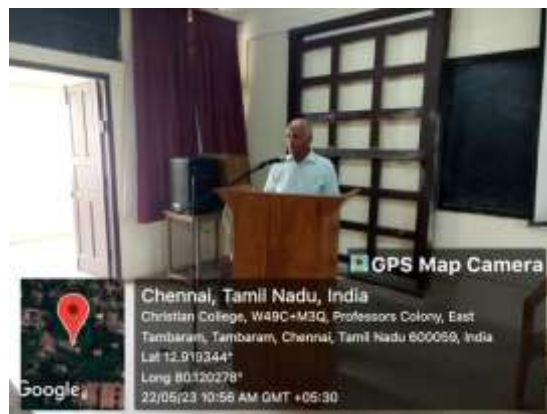 GPS Map Camera
Chennai, Tamil Nadu, India
Christian College, W49C+M3Q, Professors Colony, East
Tambaram, Tambaram, Chennai, Tamil Nadu 600059, India
Lat 12.919344°
Long 80.120278°
22/05/23 10:56 AM GMT +05:30
Google